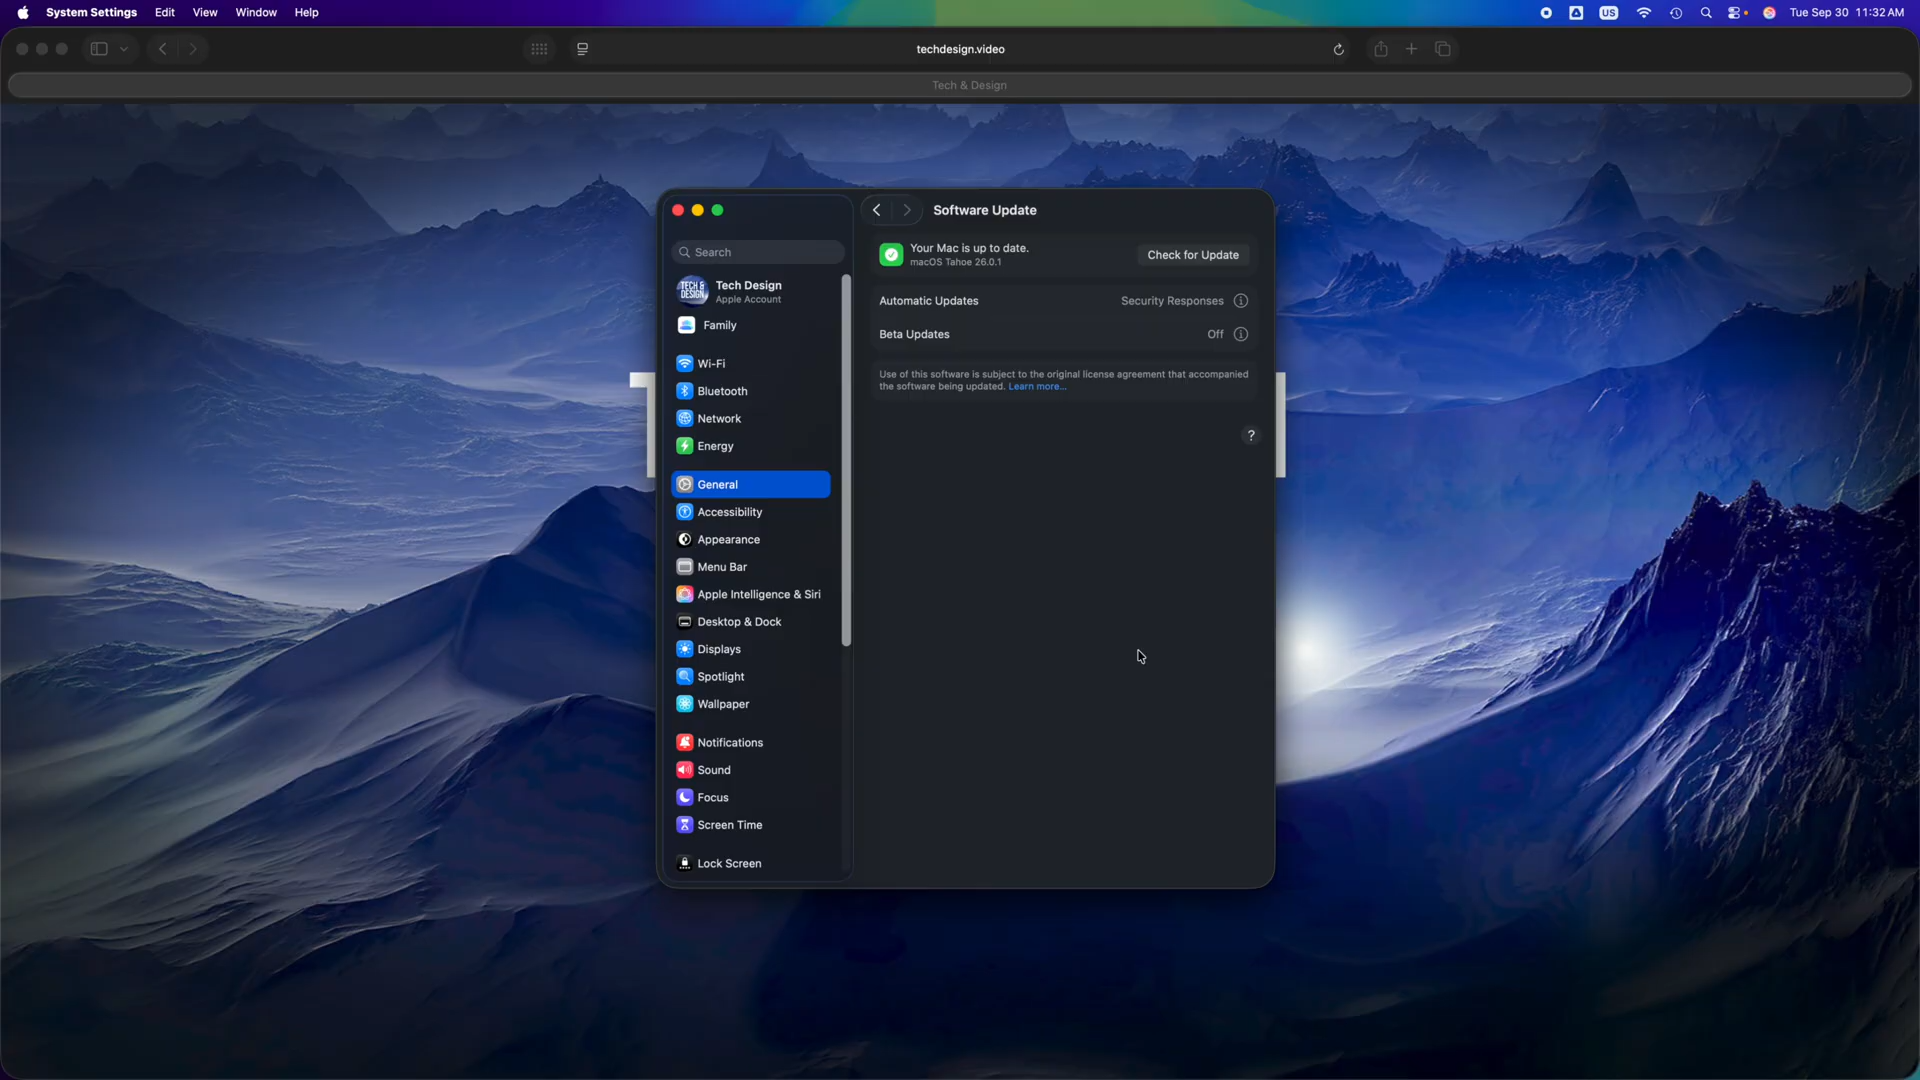 System Settings Edit View Window Help
US Tue Sep 30 11:32 AM
techdesign.video
Tech & Design
Software Update
Your Mac is up to date.
macOS Tahoe 26.0.1
Check for Update
Automatic Updates Security Responses
Beta Updates Off
Use of this software is subject to the original license agreement that accompanied
the software being updated. Learn more...
?
Search
TECH &
DESIGN
Tech Design
Apple Account
Family
Wi-Fi
Bluetooth
Network
Energy
General
Accessibility
Appearance
Menu Bar
Apple Intelligence & Siri
Desktop & Dock
Displays
Spotlight
Wallpaper
Notifications
Sound
Focus
Screen Time
Lock Screen